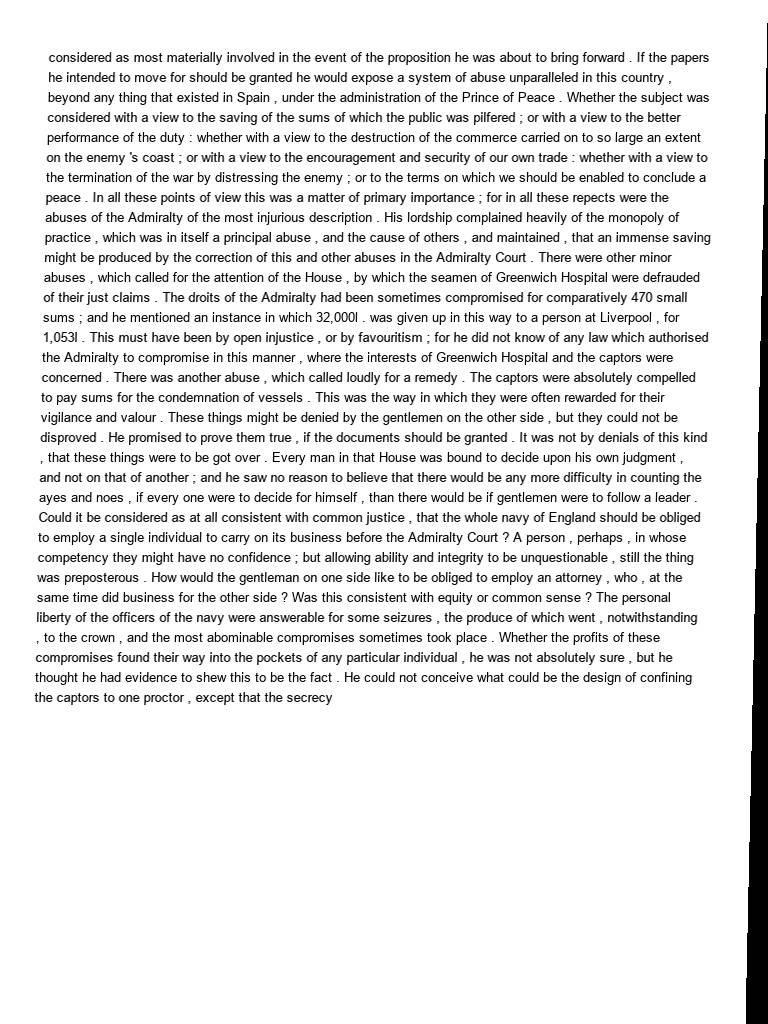 considered as most materially involved in the event of the proposition he was about to bring forward . If the papers
he intended to move for should be granted he would expose a system of abuse unparalleled in this country ,
beyond any thing that existed in Spain , under the administration of the Prince of Peace . Whether the subject was
considered with a view to the saving of the sums of which the public was pilfered ; or with a view to the better
performance of the duty : whether with a view to the destruction of the commerce carried on to so large an extent
on the enemy 's coast ; or with a view to the encouragement and security of our own trade : whether with a view to
the termination of the war by distressing the enemy ; or to the terms on which we should be enabled to conclude a
peace . In all these points of view this was a matter of primary importance ; for in all these repects were the
abuses of the Admiralty of the most injurious description . His lordship complained heavily of the monopoly of
practice , which was in itself a principal abuse , and the cause of others , and maintained , that an immense saving
might be produced by the correction of this and other abuses in the Admiralty Court . There were other minor
abuses , which called for the attention of the House , by which the seamen of Greenwich Hospital were defrauded
of their just claims . The droits of the Admiralty had been sometimes compromised for comparatively 470 small
sums ; and he mentioned an instance in which 32,000l . was given up in this way to a person at Liverpool , for
1,053l . This must have been by open injustice , or by favouritism ; for he did not know of any law which authorised
the Admiralty to compromise in this manner , where the interests of Greenwich Hospital and the captors were
concerned . There was another abuse , which called loudly for a remedy . The captors were absolutely compelled
to pay sums for the condemnation of vessels . This was the way in which they were often rewarded for their
vigilance and valour . These things might be denied by the gentlemen on the other side , but they could not be
disproved . He promised to prove them true , if the documents should be granted . It was not by denials of this kind
, that these things were to be got over . Every man in that House was bound to decide upon his own judgment ,
and not on that of another ; and he saw no reason to believe that there would be any more difficulty in counting the
ayes and noes , if every one were to decide for himself , than there would be if gentlemen were to follow a leader .
Could it be considered as at all consistent with common justice , that the whole navy of England should be obliged
to employ a single individual to carry on its business before the Admiralty Court ? A person , perhaps , in whose
competency they might have no confidence ; but allowing ability and integrity to be unquestionable , still the thing
was preposterous . How would the gentleman on one side like to be obliged to employ an attorney , who , at the
same time did business for the other side ? Was this consistent with equity or common sense ? The personal
liberty of the officers of the navy were answerable for some seizures , the produce of which went , notwithstanding
, to the crown , and the most abominable compromises sometimes took place . Whether the profits of these
compromises found their way into the pockets of any particular individual , he was not absolutely sure , but he
thought he had evidence to shew this to be the fact . He could not conceive what could be the design of confining
the captors to one proctor , except that the secrecy